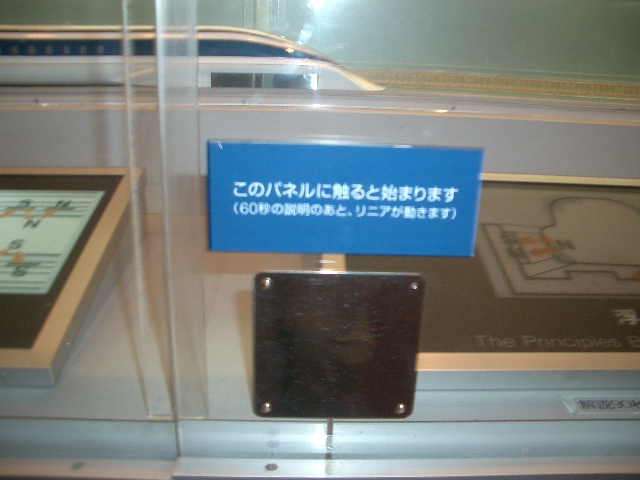 このパネルに触ると始まります
(60秒の説明のあと、リニアが動きます)
S N
N
S
S
N
浮
The Principles B